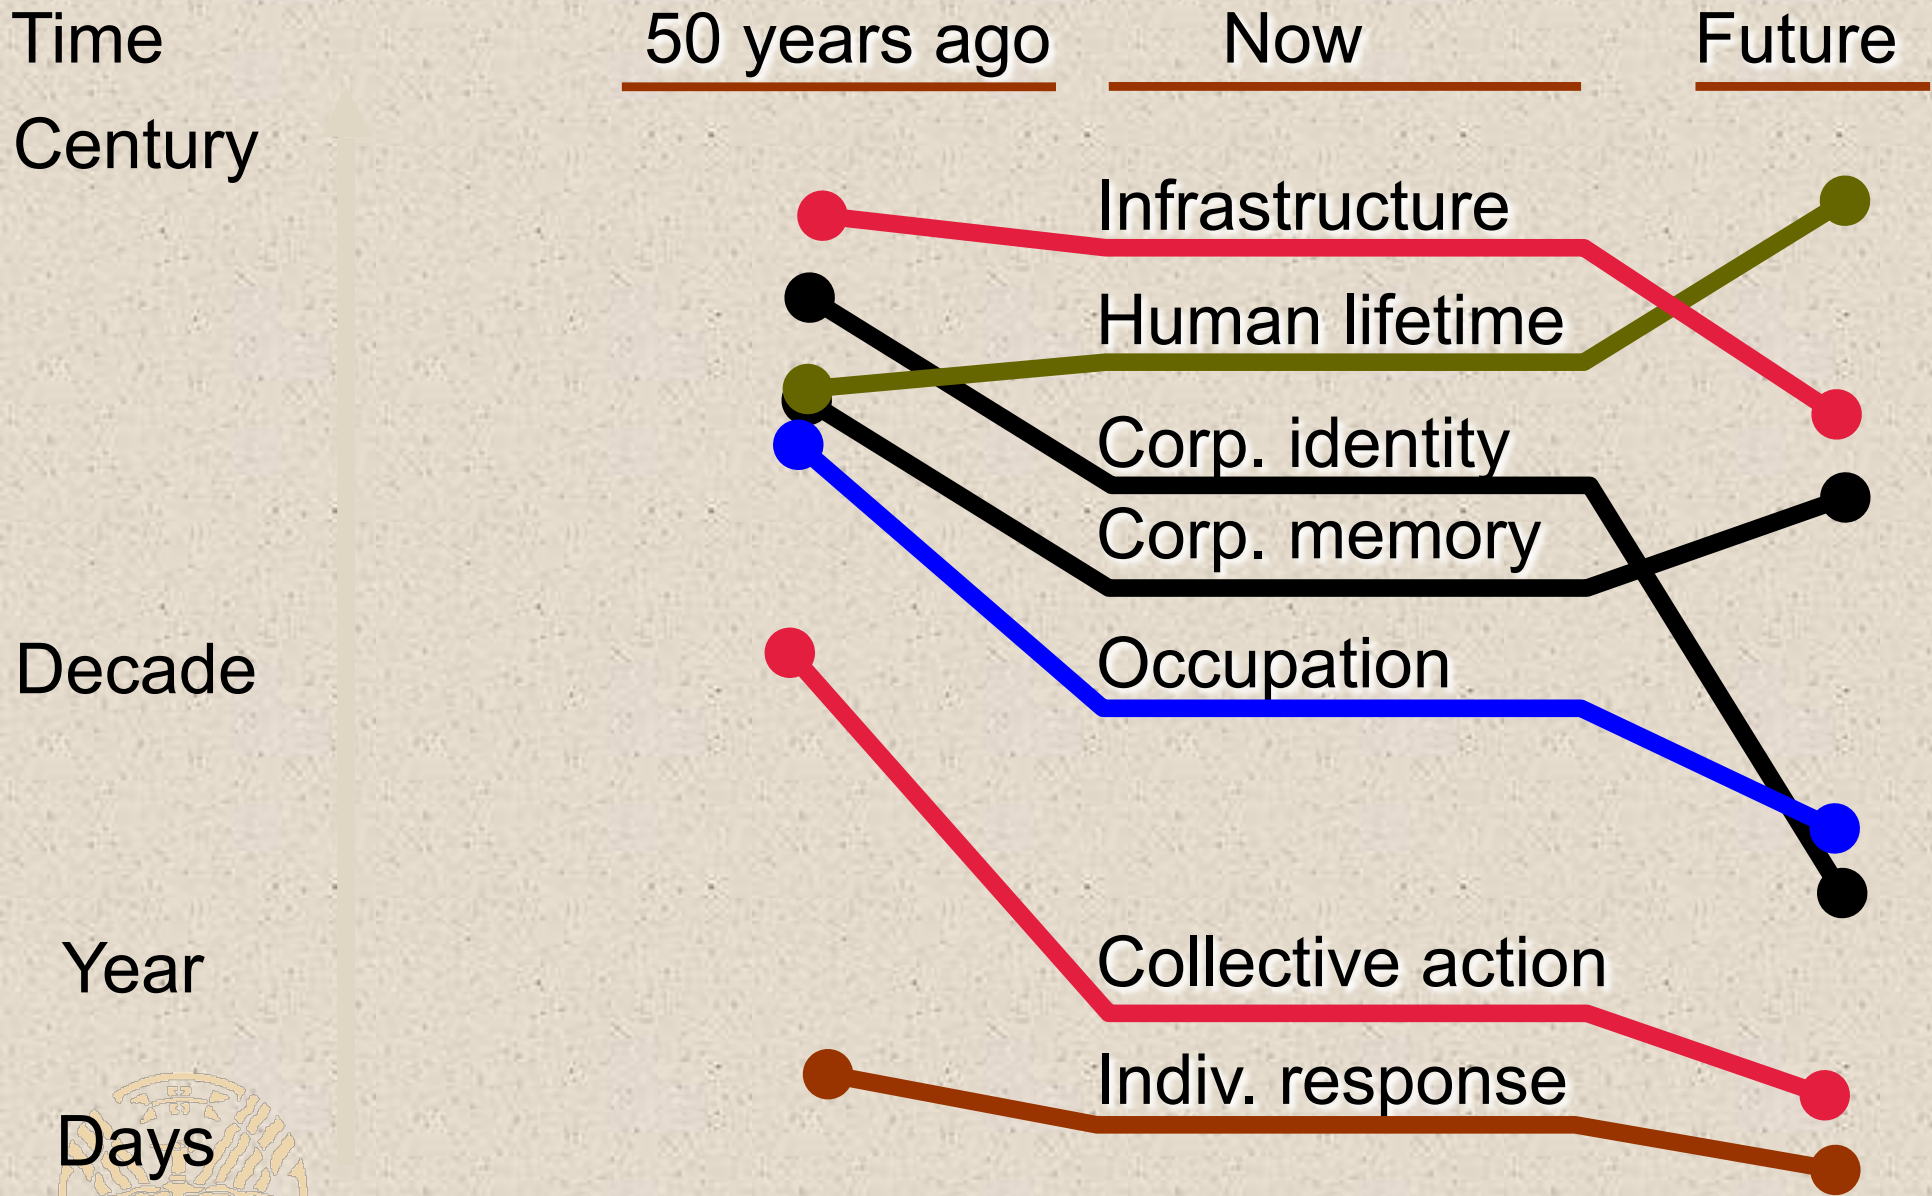 Time 50 years ago Now Future
Century
Infrastructure
Human lifetime
Corp. identity
Corp. memory
Decade
Occupation
Year
Collective action
Indiv. response
Days